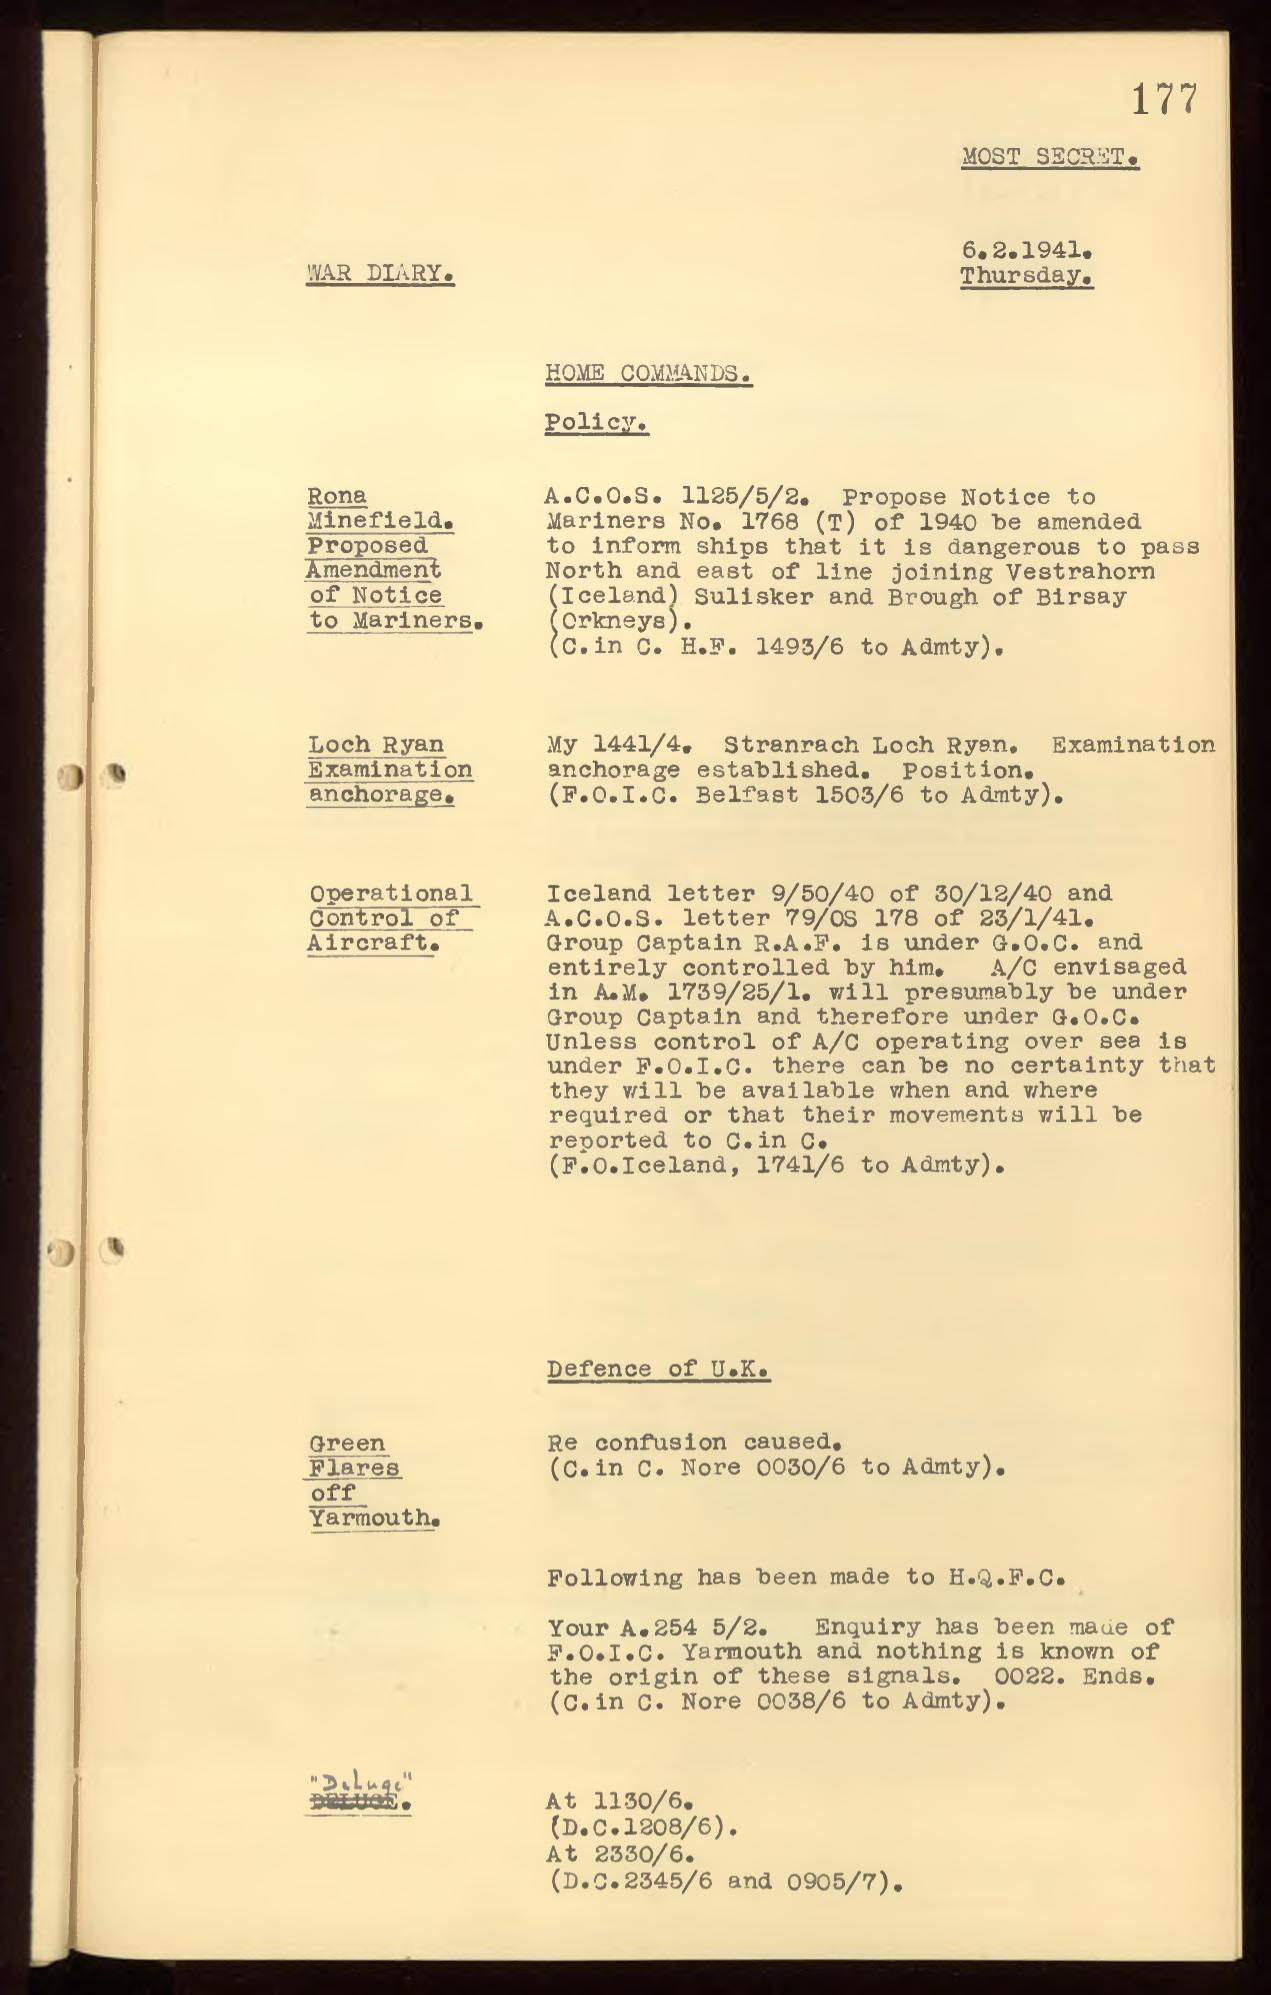 177
MOST SECRET.
6.2.1941.
Thursday.
WAR DIARY.
HOME COMMANDS.
Policy.
Rona
Minefield.
Proposed
Amendment
of Notice
to Mariners.
A.C.O.S. 1125/5/2. Propose Notice to
Mariners No. 1768 (T) of 1940 be amended
to inform ships that it is dangerous to pass
North and east of line joining Vestrahorn
(Iceland) Sulisker and Brough of Birsay
(Orkneys).
(C.in C. H.F. 1493/6 to Admty).
Loch Ryan
Examination
anchorage.
My 1441/4. Stranrach Loch Ryan. Examination
anchorage established. Position.
(F.O.I.C. Belfast 1503/6 to Admty).
Operational
Control of
Aircraft.
Iceland letter 9/50/40 of 30/12/40 and
A.C.O.S. letter 79/OS 178 of 23/1/41.
Group Captain R.A.F. is under G.O.C. and
entirely controlled by him. A/C envisaged
in A.M. 1739/25/1. will presumably be under
Group Captain and therefore under G.O.C.
Unless control of A/C operating over sea is
under F.O.I.C. there can be no certainty that
they will be available when and where
required or that their movements will be
reported to C.in C.
(F.O.Iceland, 1741/6 to Admty).
Defence of U.K.
Green
Flares
off
Yarmouth.
Re confusion caused.
(C.in C. Nore 0030/6 to Admty).
Following has been made to H.Q.F.C.
Your A.254 5/2. Enquiry has been made of
F.O.I.C. Yarmouth and nothing is known of
the origin of these signals. 0022. Ends.
(C.in C. Nore 0038/6 to Admty).
"Deluge"
DELUGE.
At 1130/6.
(D.C.1208/6).
At 2330/6.
(D.C.2345/6 and 0905/7).